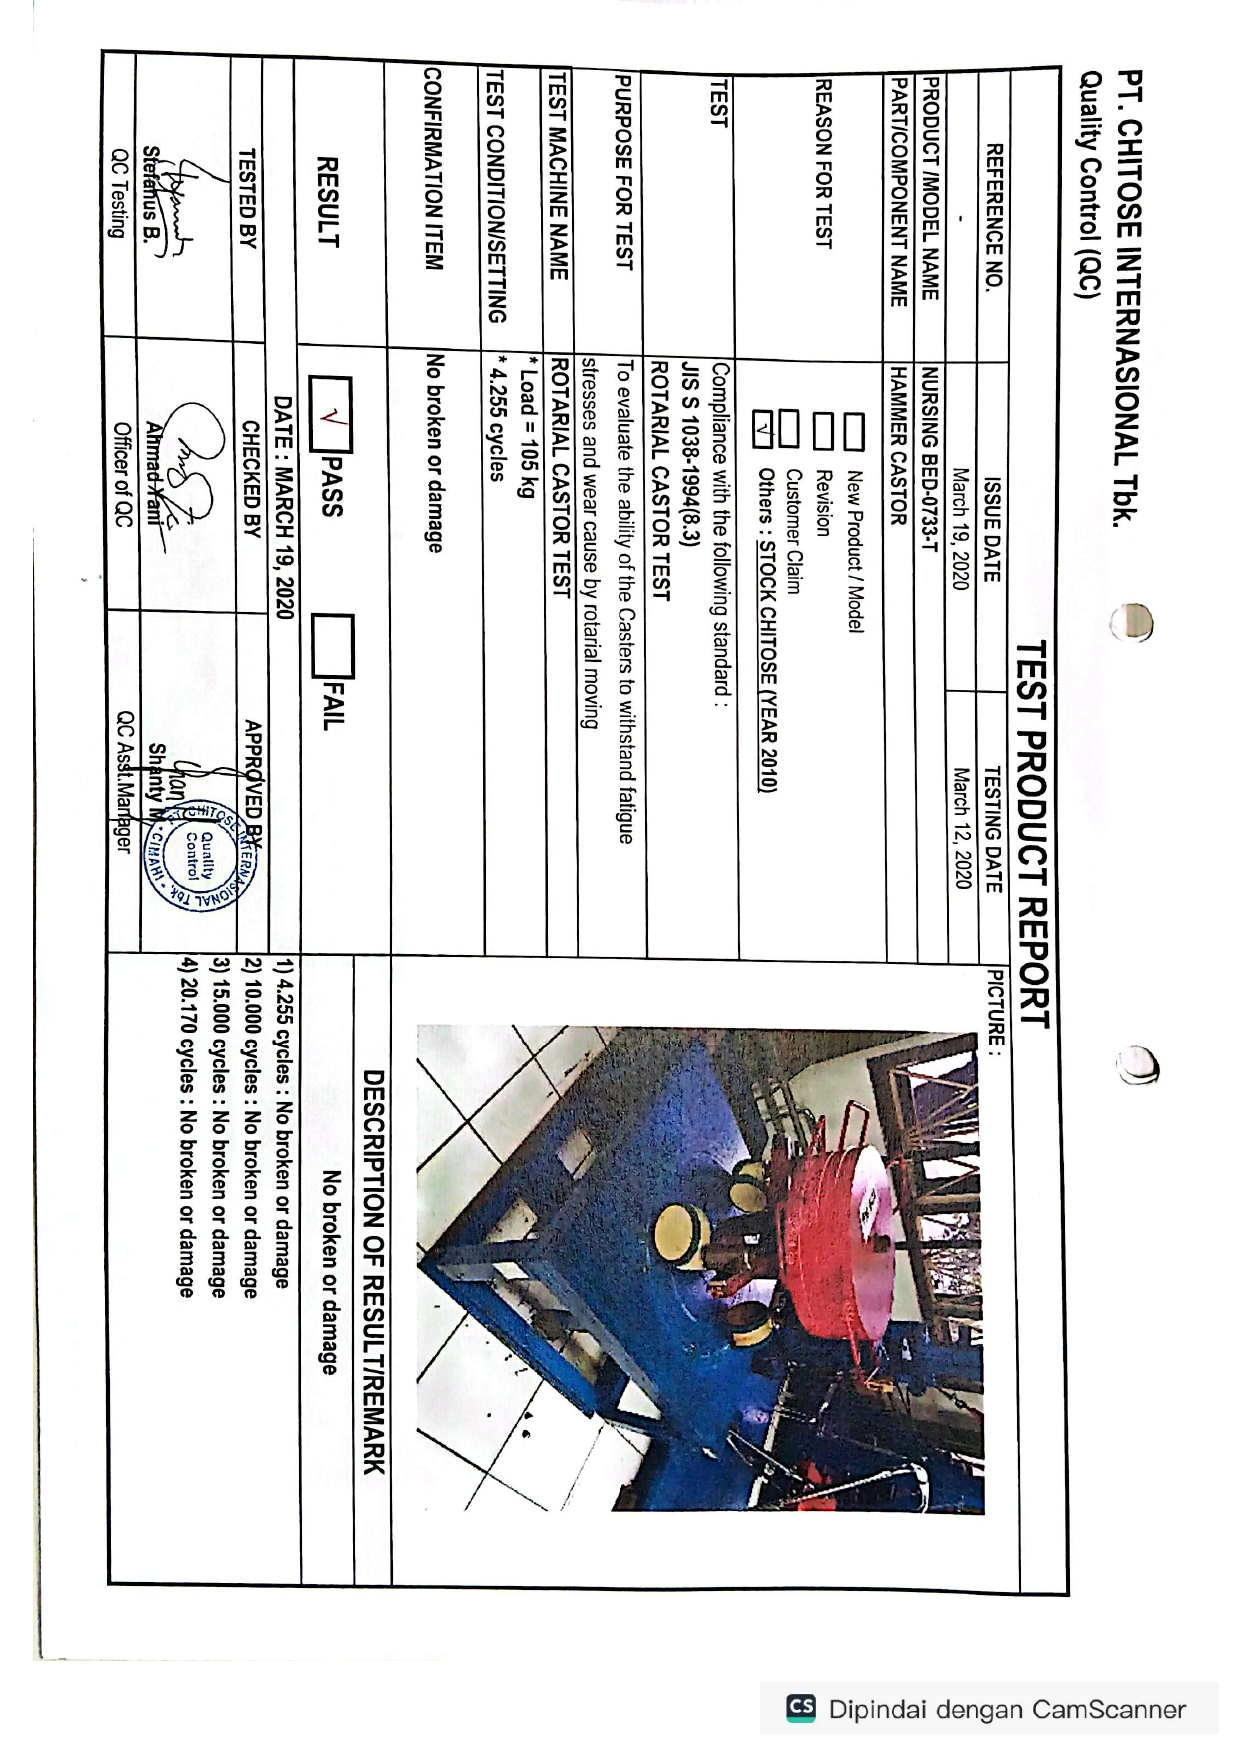 PT. CHITOSE INTERNASIONAL Tbk.
Quality Control (QC)
TEST PRODUCT REPORT
REFERENCE NO.
ISSUE DATE
TESTING DATE
-
March 19, 2020
March 12, 2020
PRODUCT /MODEL NAME
NURSING BED-0733-T
PART/COMPONENT NAME
HAMMER CASTOR
REASON FOR TEST
New Product / Model
Revision
Customer Claim
√ Others : STOCK CHITOSE (YEAR 2010)
TEST
Compliance with the following standard :
JIS S 1038-1994(8.3)
ROTARIAL CASTOR TEST
PURPOSE FOR TEST
To evaluate the ability of the Casters to withstand fatigue
stresses and wear cause by rotarial moving
TEST MACHINE NAME
ROTARIAL CASTOR TEST
TEST CONDITION/SETTING
* Load = 105 kg
* 4.255 cycles
CONFIRMATION ITEM
No broken or damage
PICTURE :
RESULT
√ PASS
FAIL
DESCRIPTION OF RESULT/REMARK
No broken or damage
DATE : MARCH 19, 2020
TESTED BY
CHECKED BY
APPROVED BY
Stefanus B.
Ahmad Yani
Shanty M
QC Testing
Officer of QC
QC Asst.Manager
PT. CHITOSE INTERNASIONAL Tbk. * CIMAHI *
Quality
Control
1) 4.255 cycles : No broken or damage
2) 10.000 cycles : No broken or damage
3) 15.000 cycles : No broken or damage
4) 20.170 cycles : No broken or damage
CS Dipindai dengan CamScanner